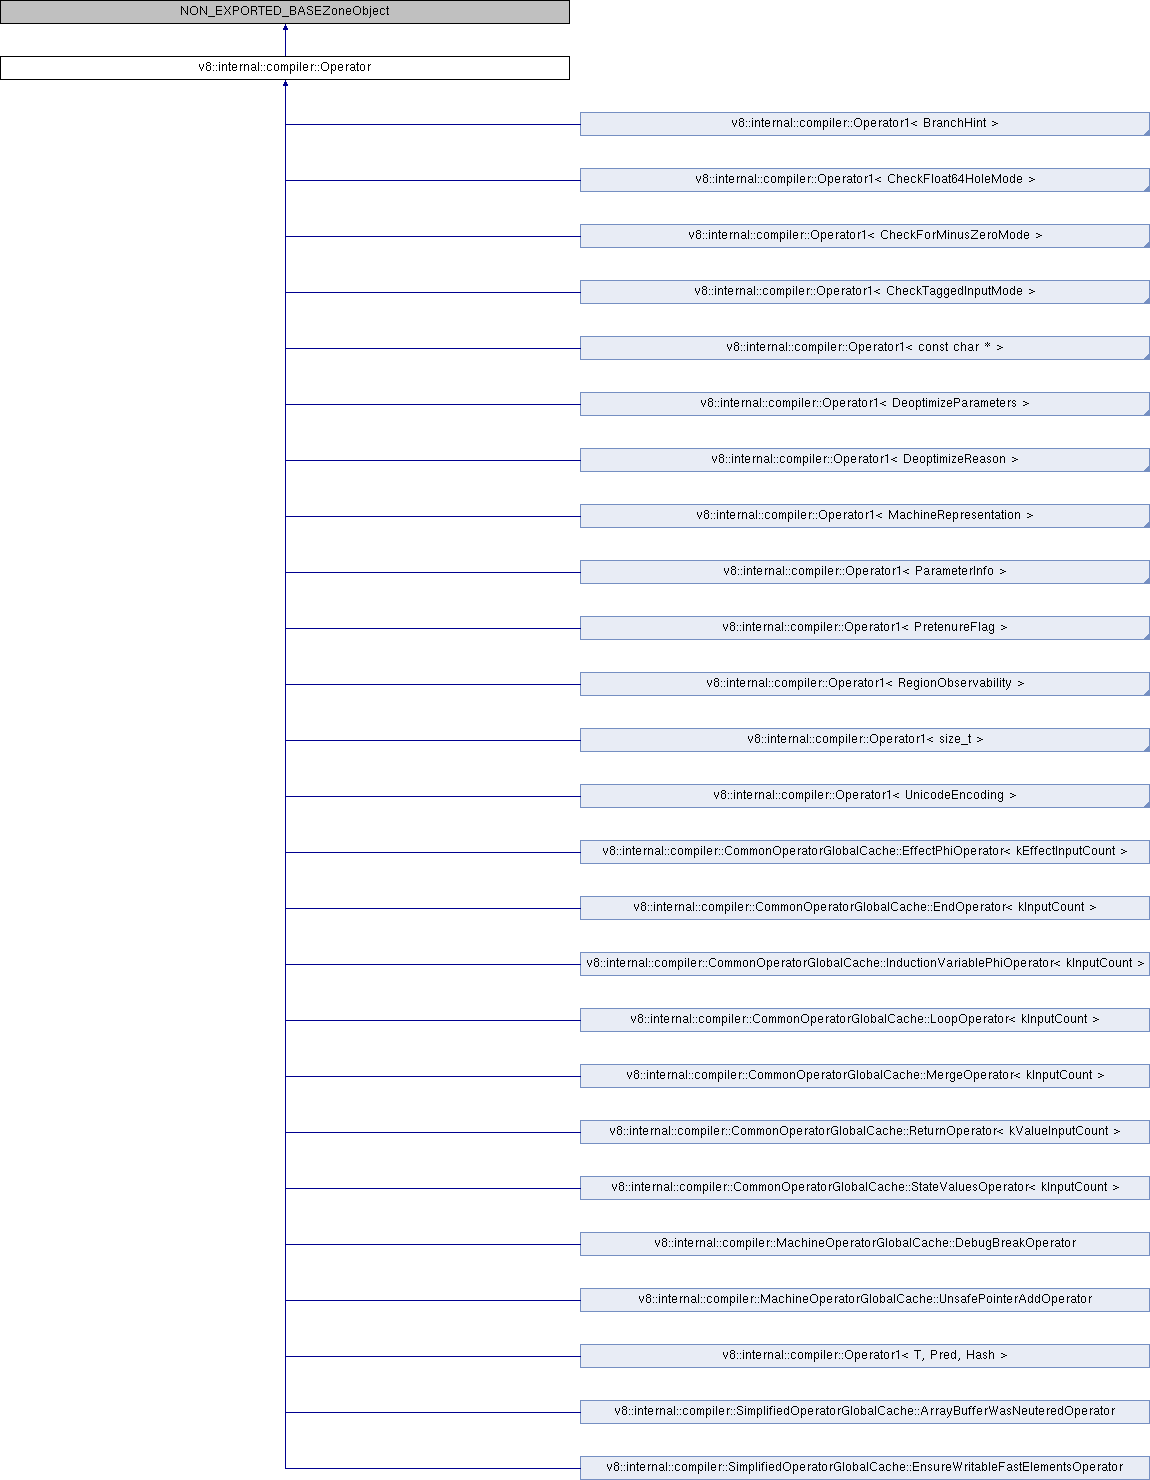 NON_EXPORTED_BASEZoneObject
v8::internal::compiler::Operator
v8::internal::compiler::Operator1< BranchHint >
v8::internal::compiler::Operator1< CheckFloat64HoleMode >
v8::internal::compiler::Operator1< CheckForMinusZeroMode >
v8::internal::compiler::Operator1< CheckTaggedInputMode >
v8::internal::compiler::Operator1< const char * >
v8::internal::compiler::Operator1< DeoptimizeParameters >
v8::internal::compiler::Operator1< DeoptimizeReason >
v8::internal::compiler::Operator1< MachineRepresentation >
v8::internal::compiler::Operator1< ParameterInfo >
v8::internal::compiler::Operator1< PretenureFlag >
v8::internal::compiler::Operator1< RegionObservability >
v8::internal::compiler::Operator1< size_t >
v8::internal::compiler::Operator1< UnicodeEncoding >
v8::internal::compiler::CommonOperatorGlobalCache::EffectPhiOperator< kEffectInputCount >
v8::internal::compiler::CommonOperatorGlobalCache::EndOperator< kInputCount >
v8::internal::compiler::CommonOperatorGlobalCache::InductionVariablePhiOperator< kInputCount >
v8::internal::compiler::CommonOperatorGlobalCache::LoopOperator< kInputCount >
v8::internal::compiler::CommonOperatorGlobalCache::MergeOperator< kInputCount >
v8::internal::compiler::CommonOperatorGlobalCache::ReturnOperator< kValueInputCount >
v8::internal::compiler::CommonOperatorGlobalCache::StateValuesOperator< kInputCount >
v8::internal::compiler::MachineOperatorGlobalCache::DebugBreakOperator
v8::internal::compiler::MachineOperatorGlobalCache::UnsafePointerAddOperator
v8::internal::compiler::Operator1< T, Pred, Hash >
v8::internal::compiler::SimplifiedOperatorGlobalCache::ArrayBufferWasNeuteredOperator
v8::internal::compiler::SimplifiedOperatorGlobalCache::EnsureWritableFastElementsOperator